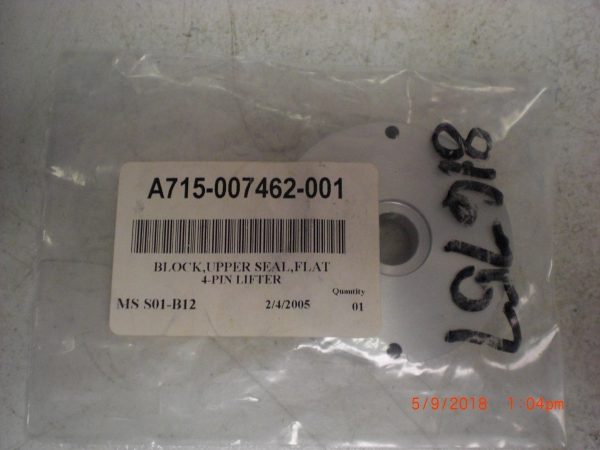 A715-007462-001
BLOCK,UPPER SEAL,FLAT
4-PIN LIFTER
Quantity
MS S01-B12 2/4/2005 01
5/9/2018 1:04pm